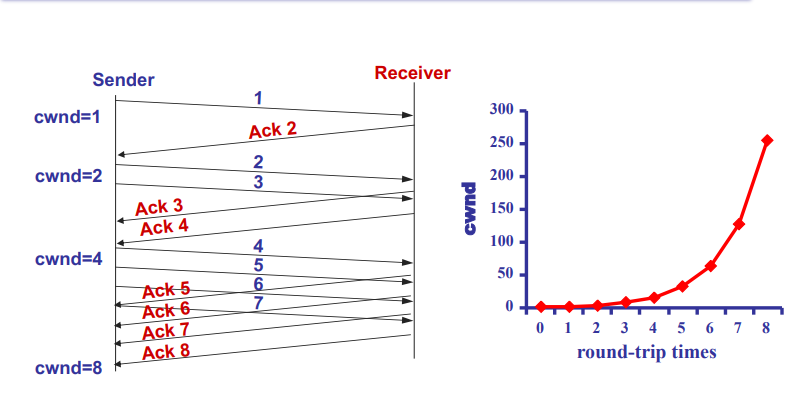 Sender
Receiver
cwnd=1
1
Ack 2
cwnd=2
2
3
Ack 3
Ack 4
cwnd=4
4
5
6
7
Ack 5
Ack 6
Ack 7
Ack 8
cwnd=8
300
250
200
150
100
50
0
cwnd
0 1 2 3 4 5 6 7 8
round-trip times